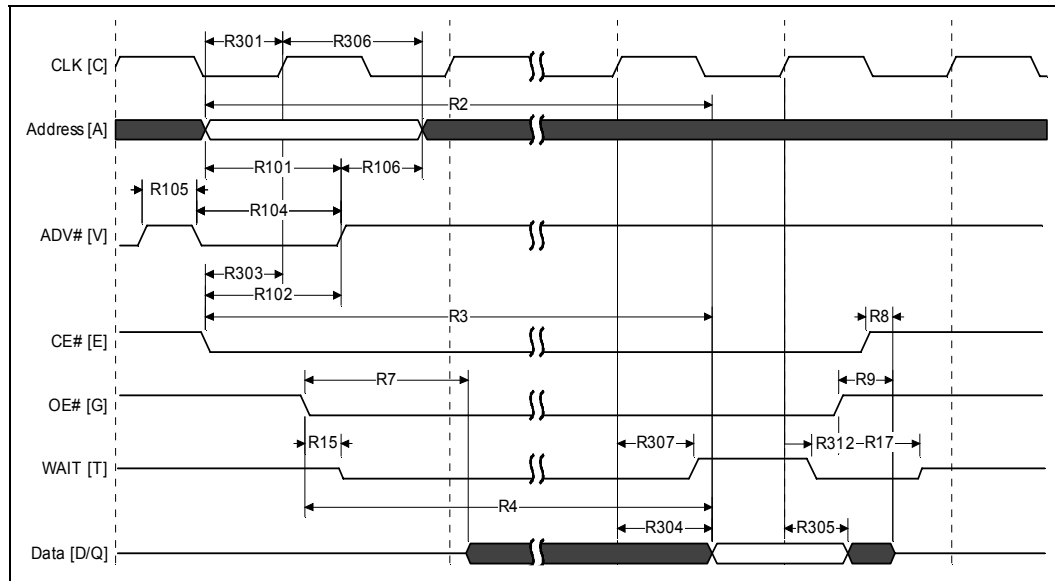 R301 R306
CLK [C]
R2
Address [A]
R101 R106
R105
R104
ADV# [V]
R303
R102
R3 R8
CE# [E]
R7 R9
OE# [G]
R15 R307 R312 R17
WAIT [T]
R4
R304 R305
Data [D/Q]